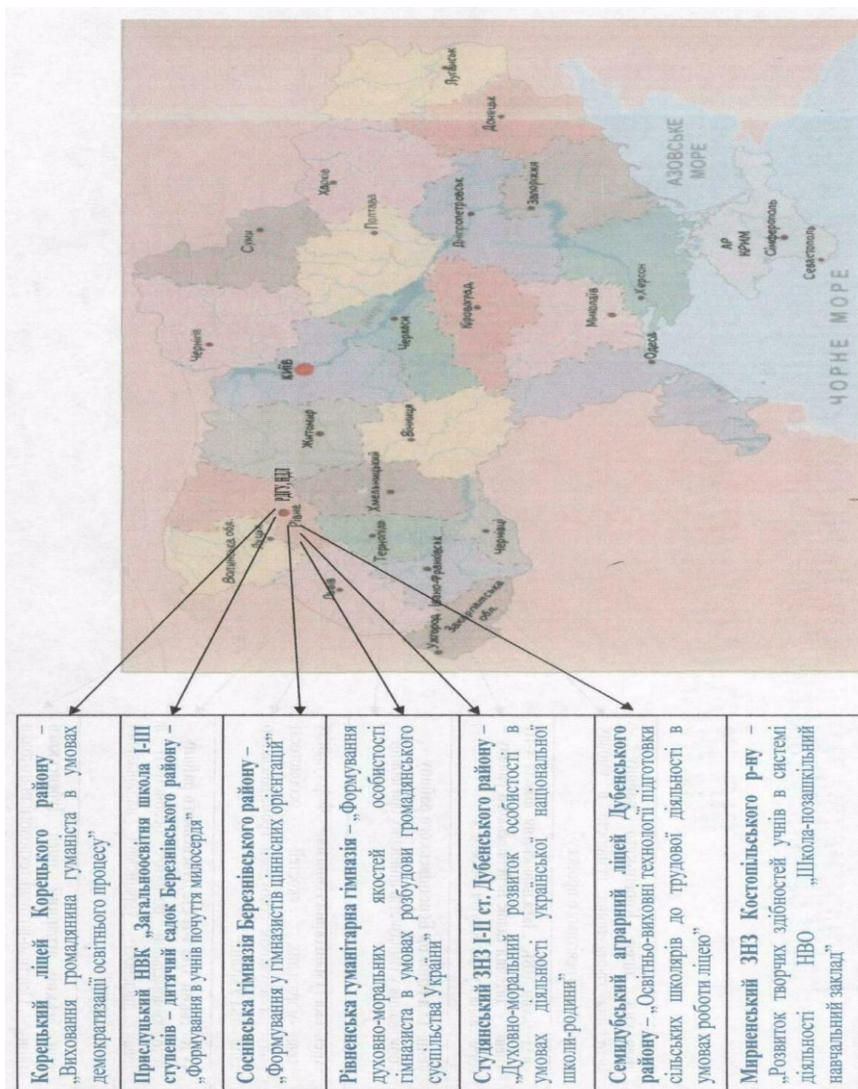 Корецький ліцей Корецького району –
„Виховання громадянина гуманіста в умовах
демократизації освітнього процесу”
Прислуцький НВК „Загальноосвітня школа І-ІІІ
ступенів – дитячий садок Березнівського району –
„Формування в учнів почуття милосердя”
Соснівська гімназія Березнівського району –
„Формування у гімназистів ціннісних орієнтацій”
Рівненська гуманітарна гімназія – „Формування
духовно-моральних якостей особистості
гімназиста в умовах розбудови громадянського
суспільства України”
Студянський ЗНЗ І-ІІ ст. Дубенського району –
„Духовно-моральний розвиток особистості в
умовах діяльності української національної
школи-родини”
Семидубський аграрний ліцей Дубенського
району – „Освітньо-виховні технології підготовки
сільських школярів до трудової діяльності в
умовах роботи ліцею”
Мирненський ЗНЗ Костопільського р-ну –
„Розвиток творчих здібностей учнів в системі
діяльності НВО „Школа-позашкільний
навчальний заклад”
Волинська обл.
Луцьк
РДГУ, НДЛ
Рівне
Львів
Тернопіль
Хмельницький
Івано-Франківськ
Ужгород
Закарпатська
обл.
Чернівці
Житомир
Вінниця
КИЇВ
Чернігів
Черкаси
Суми
Полтава
Харків
Луганськ
Донецьк
Дніпропетровськ
Запоріжжя
Кіровоград
Миколаїв
Херсон
Одеса
АЗОВСЬКЕ
МОРЕ
АР
КРИМ
Сімферополь
Севастополь
ЧОРНЕ МОРЕ